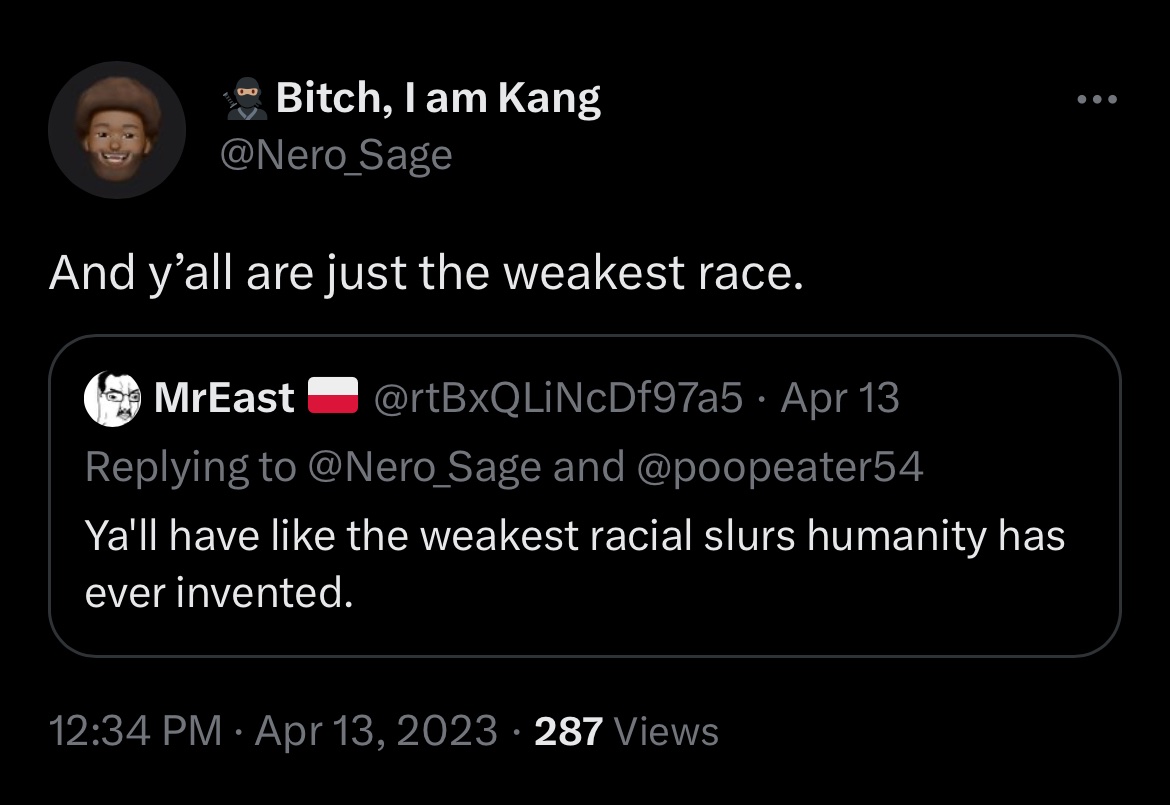 🥷Bitch, I am Kang
@Nero_Sage
And y’all are just the weakest race.
MrEast 🇵🇱 @rtBxQLiNcDf97a5 · Apr 13
Replying to @Nero_Sage and @poopeater54
Ya'll have like the weakest racial slurs humanity has
ever invented.
12:34 PM · Apr 13, 2023 · 287 Views